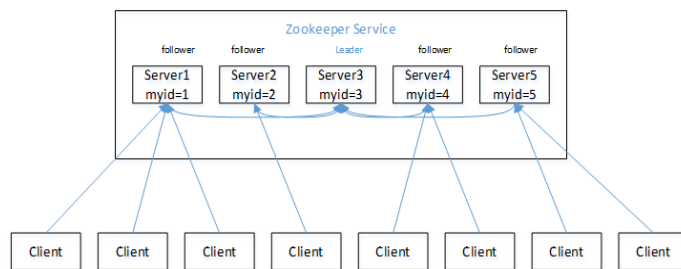 Zookeeper Service
follower
follower
Leader
follower
follower
Server1
myid=1
Server2
myid=2
Server3
myid=3
Server4
myid=4
Server5
myid=5
Client
Client
Client
Client
Client
Client
Client
Client